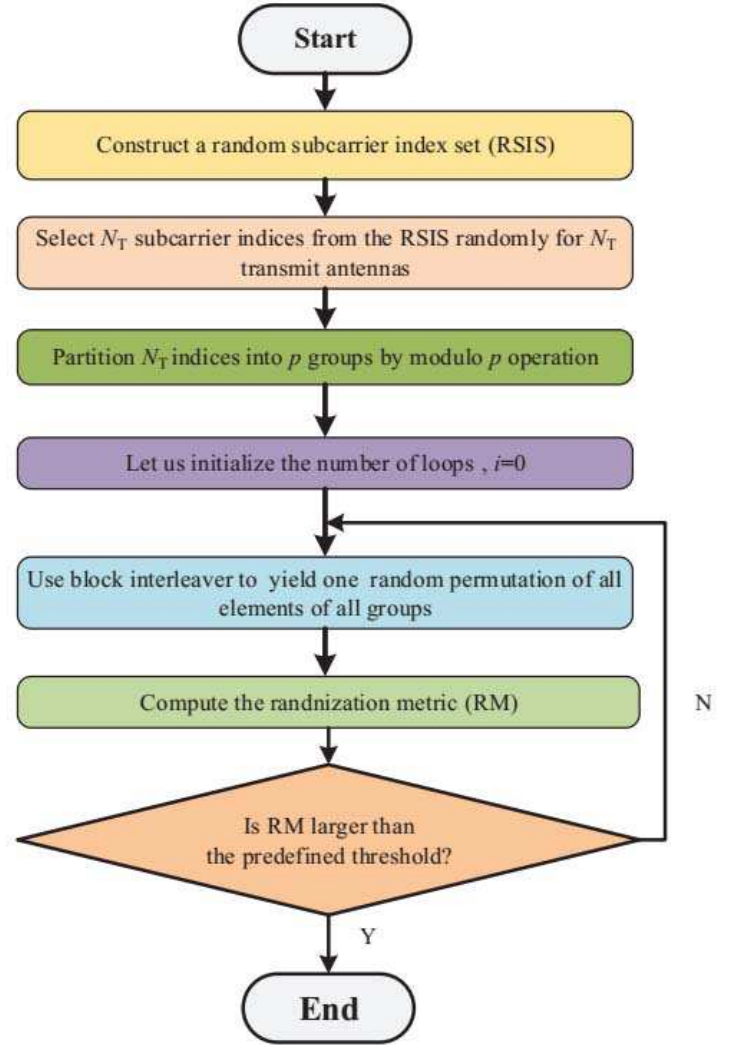 Start
Construct a random subcarrier index set (RSIS)
Select N_T subcarrier indices from the RSIS randomly for N_T
transmit antennas
Partition N_T indices into p groups by modulo p operation
Let us initialize the number of loops , i=0
Use block interleaver to yield one random permutation of all
elements of all groups
Compute the randnization metric (RM)
N
Is RM larger than
the predefined threshold?
Y
End